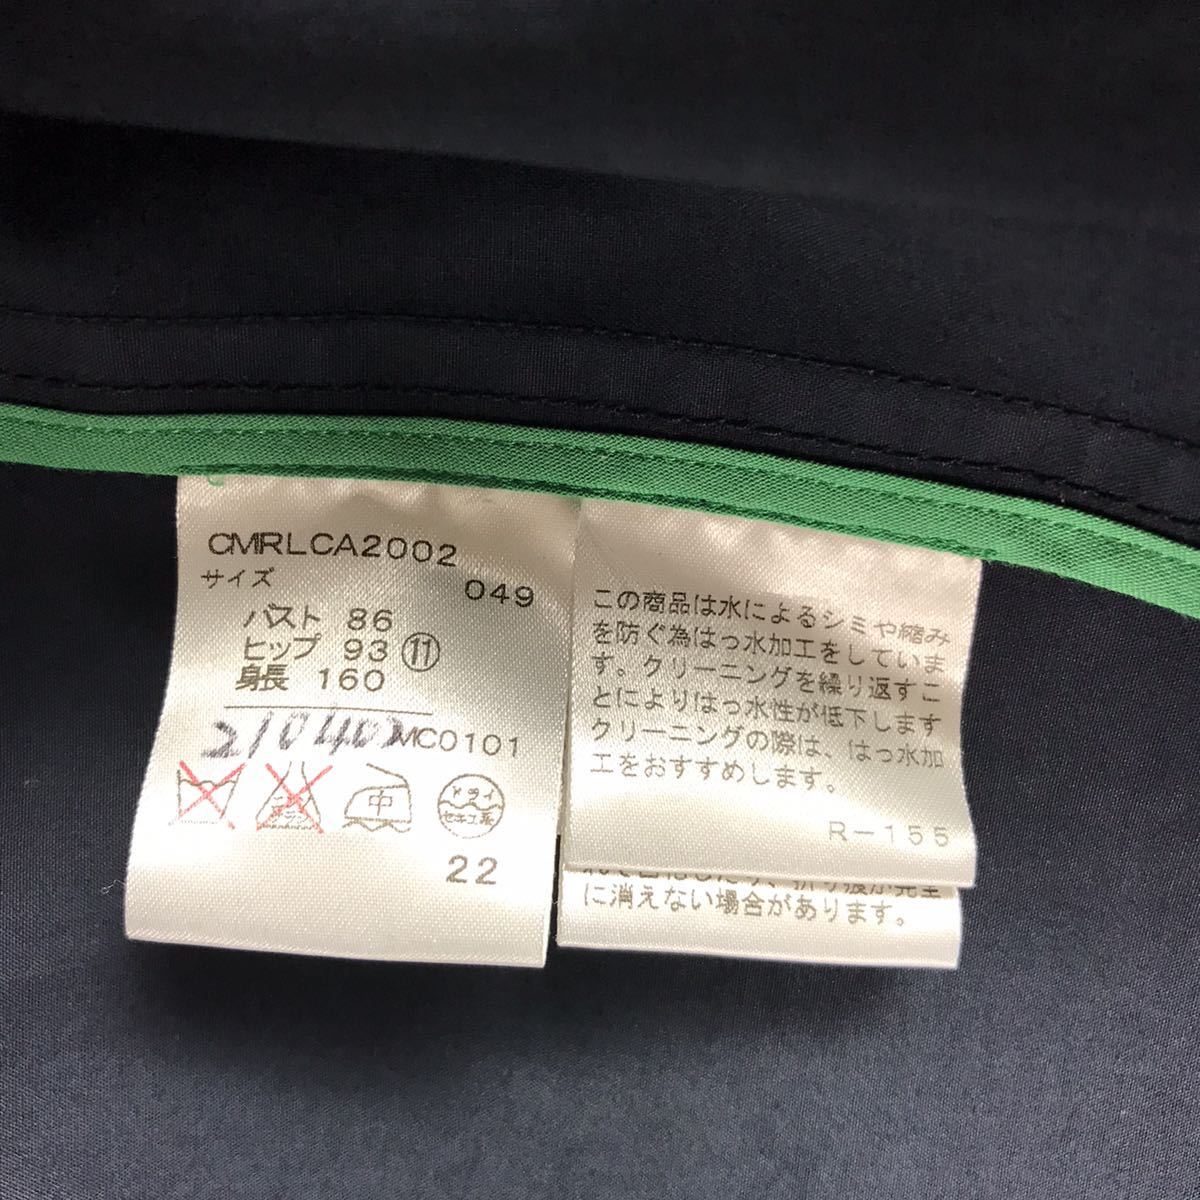 CMRLCA2002
サイズ 049
バスト 86
ヒップ 93 ⑪
身長 160
210402 MC0101
中
ドライ
セキユ系
22
この商品は水によるシミや縮み
を防ぐ為はっ水加工をしていま
す。クリーニングを繰り返すこ
とによりはっ水性が低下します
クリーニングの際は、はっ水加
工をおすすめします。
R-155
に消えない場合があります。